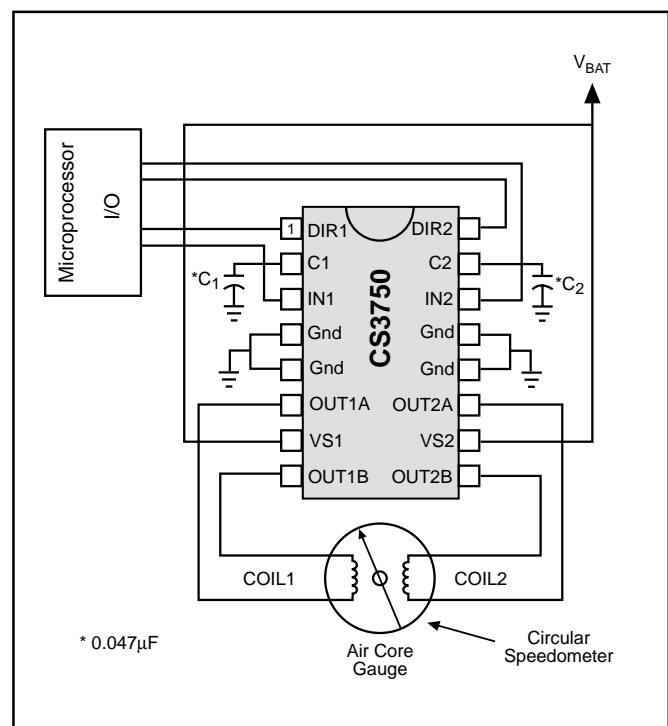 V_BAT
Microprocessor
I/O
1
DIR1
DIR2
*C₁
C1
C2
*C₂
IN1
IN2
CS3750
Gnd
Gnd
Gnd
Gnd
OUT1A
OUT2A
VS1
VS2
OUT1B
OUT2B
COIL1
COIL2
* 0.047µF
Air Core
Gauge
Circular
Speedometer